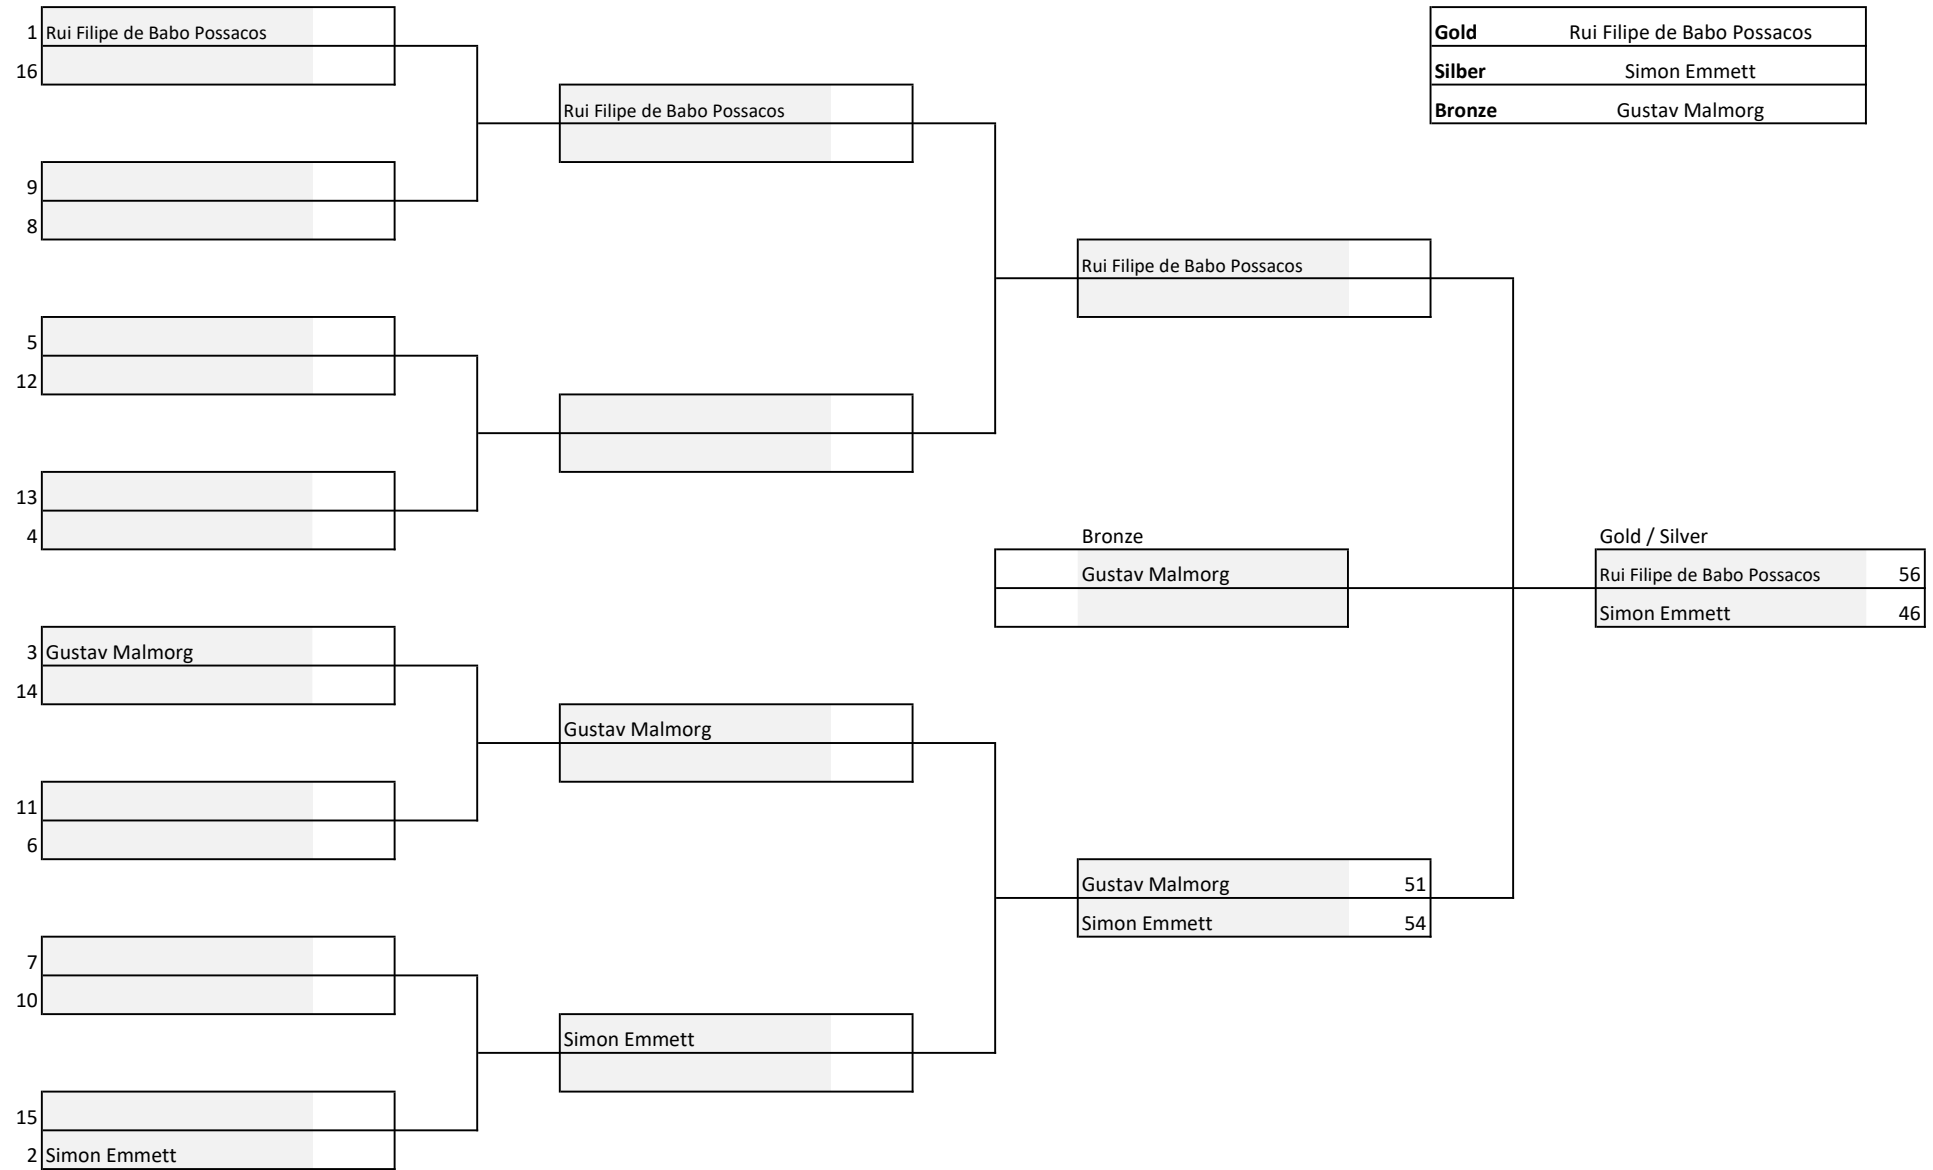 1 Rui Filipe de Babo Possacos
16
Gold Rui Filipe de Babo Possacos
Silber Simon Emmett
Bronze Gustav Malmorg
Rui Filipe de Babo Possacos
9
8
Rui Filipe de Babo Possacos
5
12
13
4
Bronze
Gustav Malmorg
Gold / Silver
Rui Filipe de Babo Possacos 56
Simon Emmett 46
3 Gustav Malmorg
14
Gustav Malmorg
11
6
Gustav Malmorg 51
Simon Emmett 54
7
10
Simon Emmett
15
2 Simon Emmett